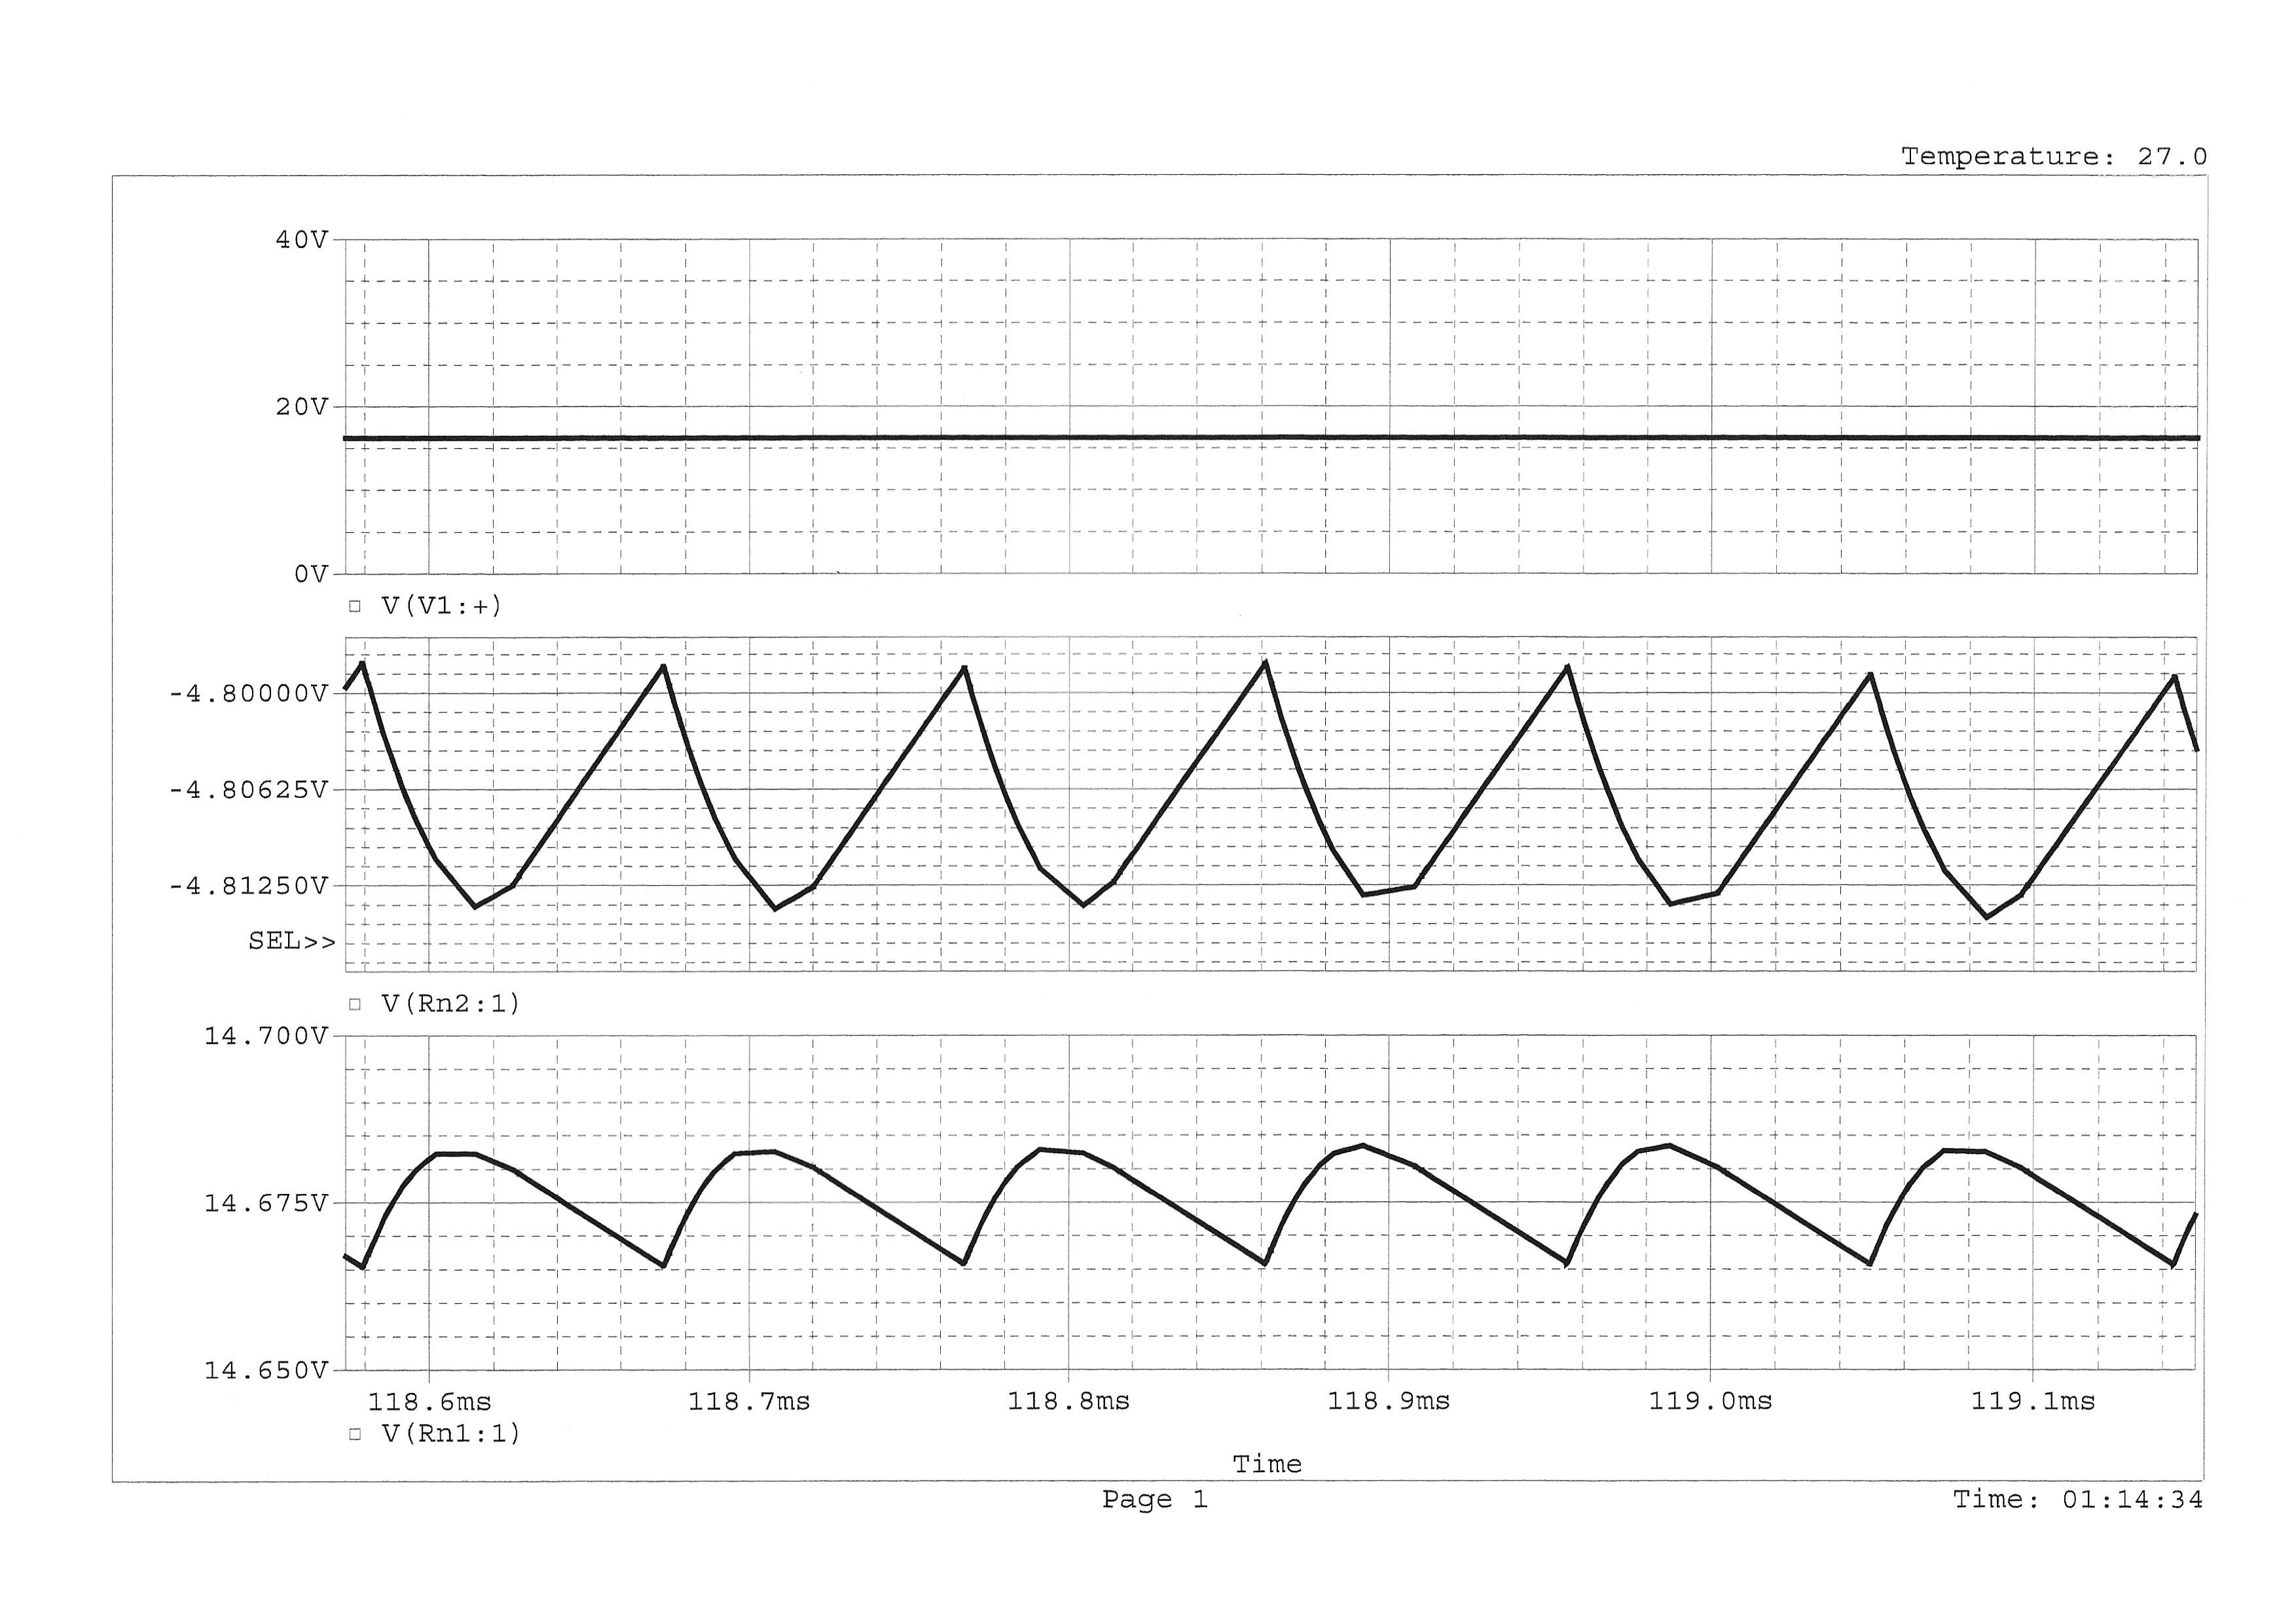 Temperature: 27.0
40V
20V
0V
□ V(V1:+)
-4.80000V
-4.80625V
-4.81250V
SEL>>
□ V(Rn2:1)
14.700V
14.675V
14.650V
118.6ms 118.7ms 118.8ms 118.9ms 119.0ms 119.1ms
□ V(Rn1:1)
Time
Page 1
Time: 01:14:34